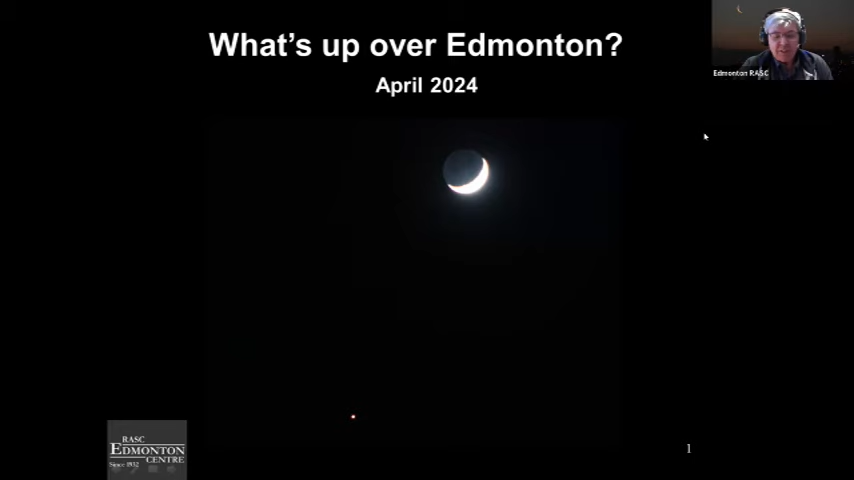 What's up over Edmonton?
April 2024
Edmonton RASC
RASC
EDMONTON
CENTRE
Since 1932
1